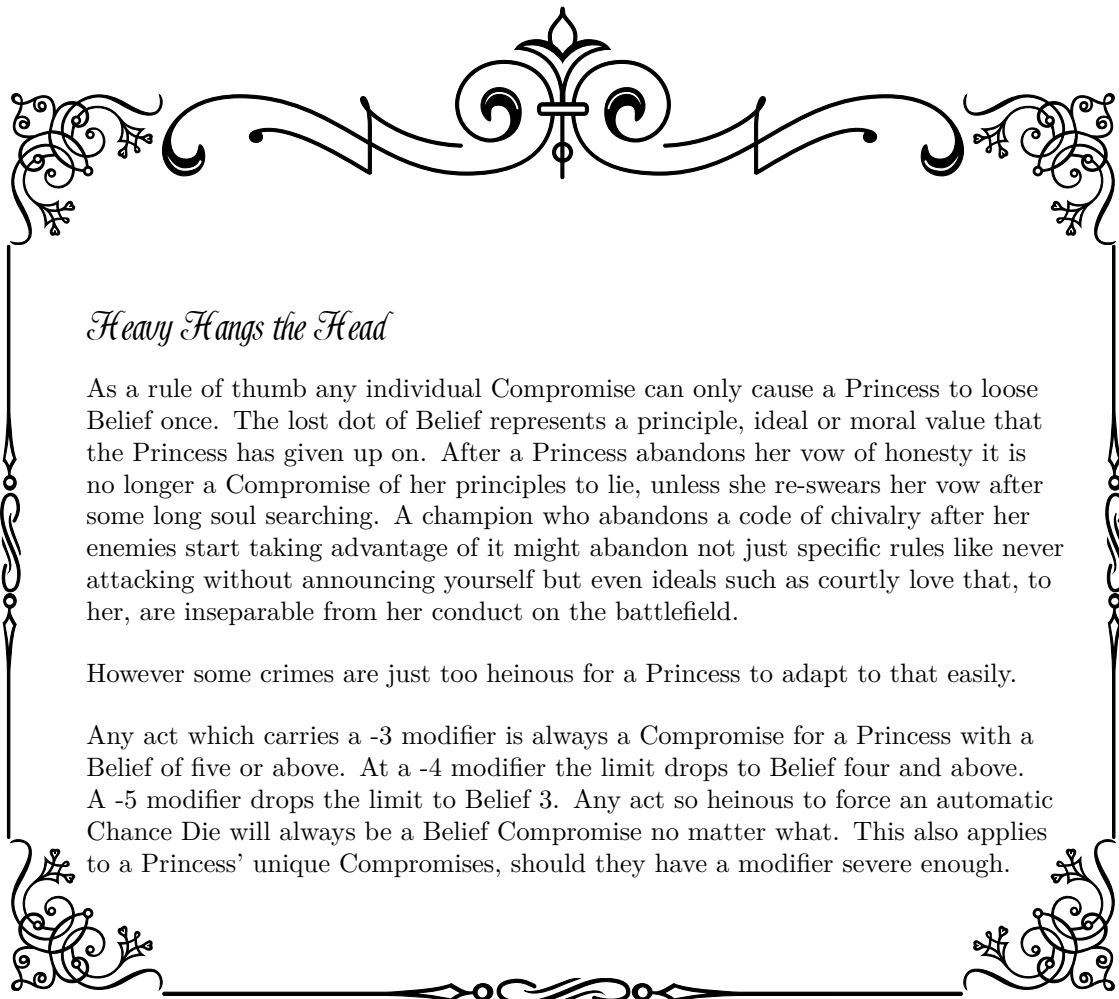 Heavy Hangs the Head
As a rule of thumb any individual Compromise can only cause a Princess to loose
Belief once. The lost dot of Belief represents a principle, ideal or moral value that
the Princess has given up on. After a Princess abandons her vow of honesty it is
no longer a Compromise of her principles to lie, unless she re-swears her vow after
some long soul searching. A champion who abandons a code of chivalry after her
enemies start taking advantage of it might abandon not just specific rules like never
attacking without announcing yourself but even ideals such as courtly love that, to
her, are inseparable from her conduct on the battlefield.
However some crimes are just too heinous for a Princess to adapt to that easily.
Any act which carries a -3 modifier is always a Compromise for a Princess with a
Belief of five or above. At a -4 modifier the limit drops to Belief four and above.
A -5 modifier drops the limit to Belief 3. Any act so heinous to force an automatic
Chance Die will always be a Belief Compromise no matter what. This also applies
to a Princess' unique Compromises, should they have a modifier severe enough.